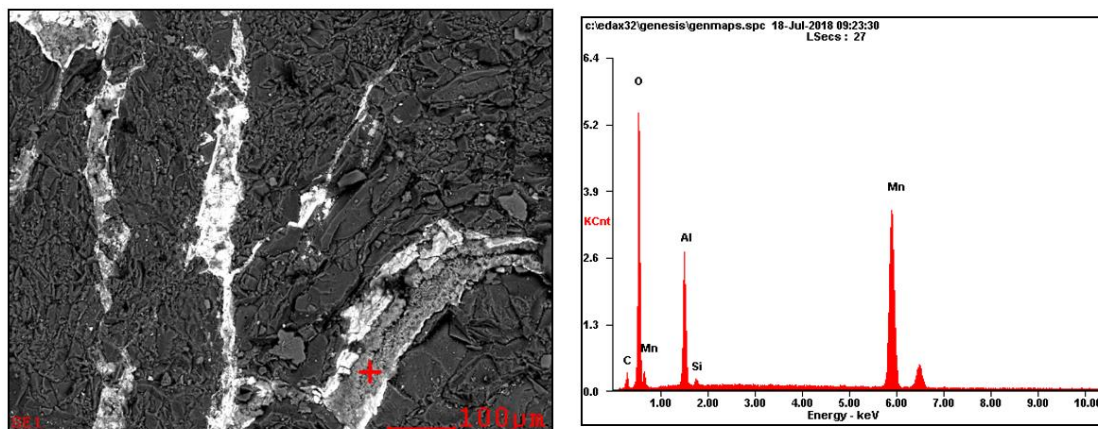 100µm
c:\edax32\genesis\genmaps.spc 18-Jul-2018 09:23:30
LSecs : 27
6.4
5.2
3.9
KCnt
2.6
1.3
0.0
O
Mn
C
Al
Si
Mn
1.00 2.00 3.00 4.00 5.00 6.00 7.00 8.00 9.00 10.00
Energy - keV